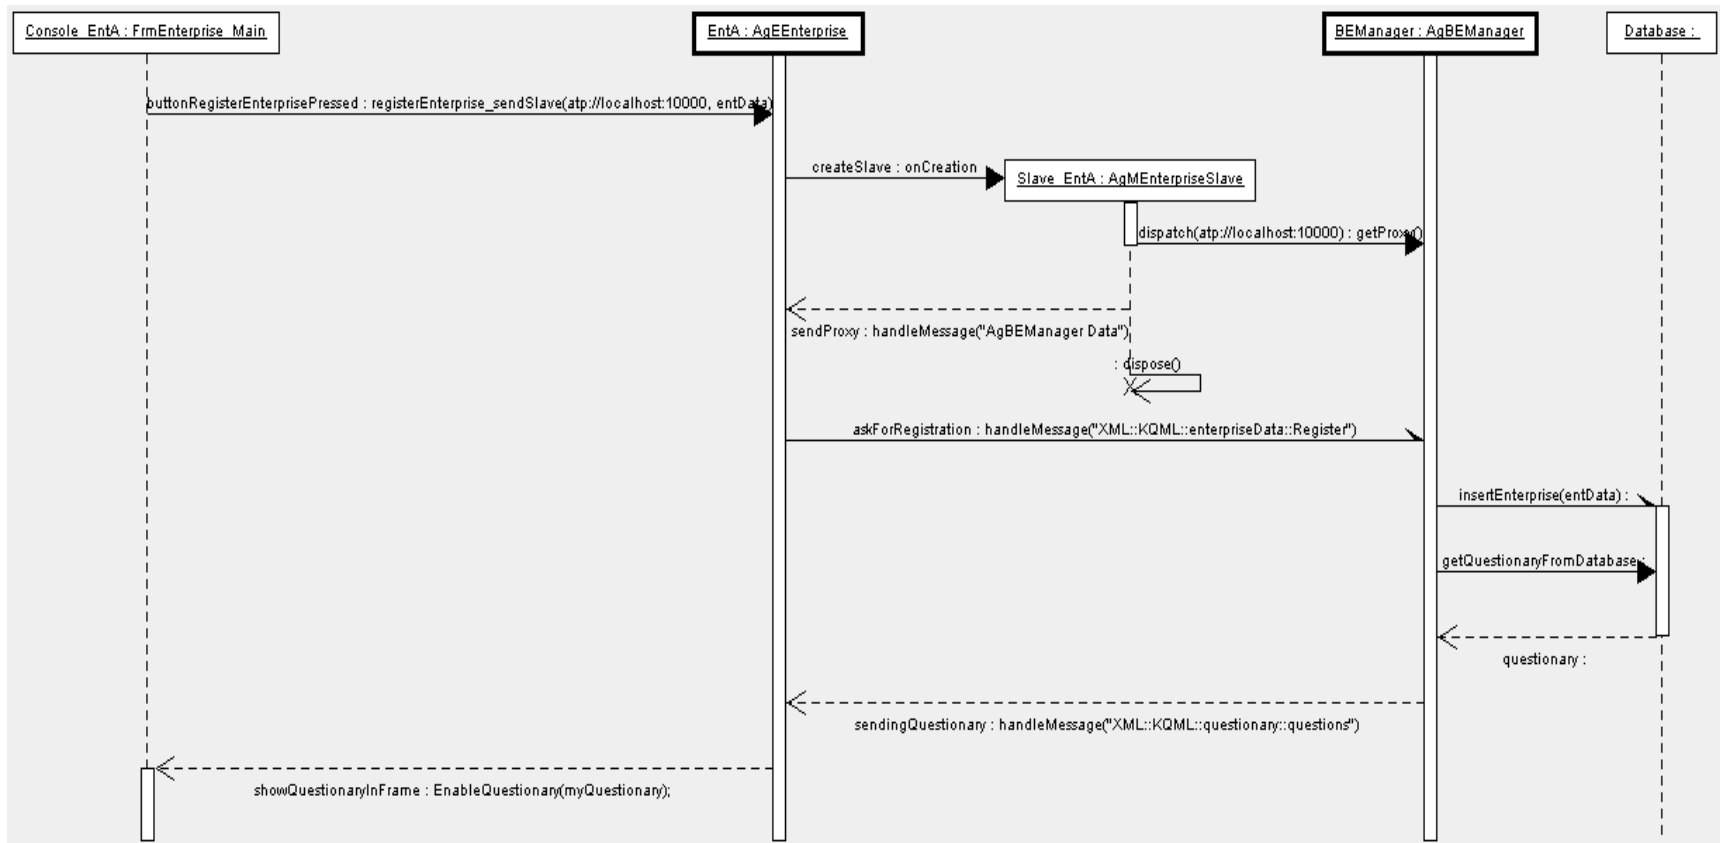 Console_EntA : FrmEnterprise_Main
EntA : AgEEnterprise
BEManager : AgBEManager
Database :
buttonRegisterEnterprisePressed : registerEnterprise_sendSlave(atp://localhost:10000, entData)
createSlave : onCreation
Slave_EntA : AgMEnterpriseSlave
dispatch(atp://localhost:10000) : getProxy()
sendProxy : handleMessage("AgBEManager Data")
: dispose()
askForRegistration : handleMessage("XML::KQML::enterpriseData::Register")
insertEnterprise(entData) :
getQuestionaryFromDatabase :
questionary :
sendingQuestionary : handleMessage("XML::KQML::questionary::questions")
showQuestionaryInFrame : EnableQuestionary(myQuestionary);